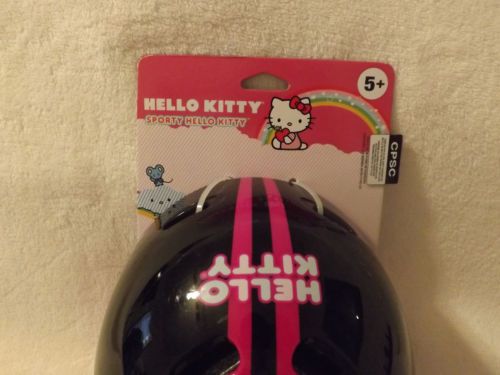 5+
HELLO KITTY
SPORTY HELLO KITTY
CPSC
HELLO
KITTY